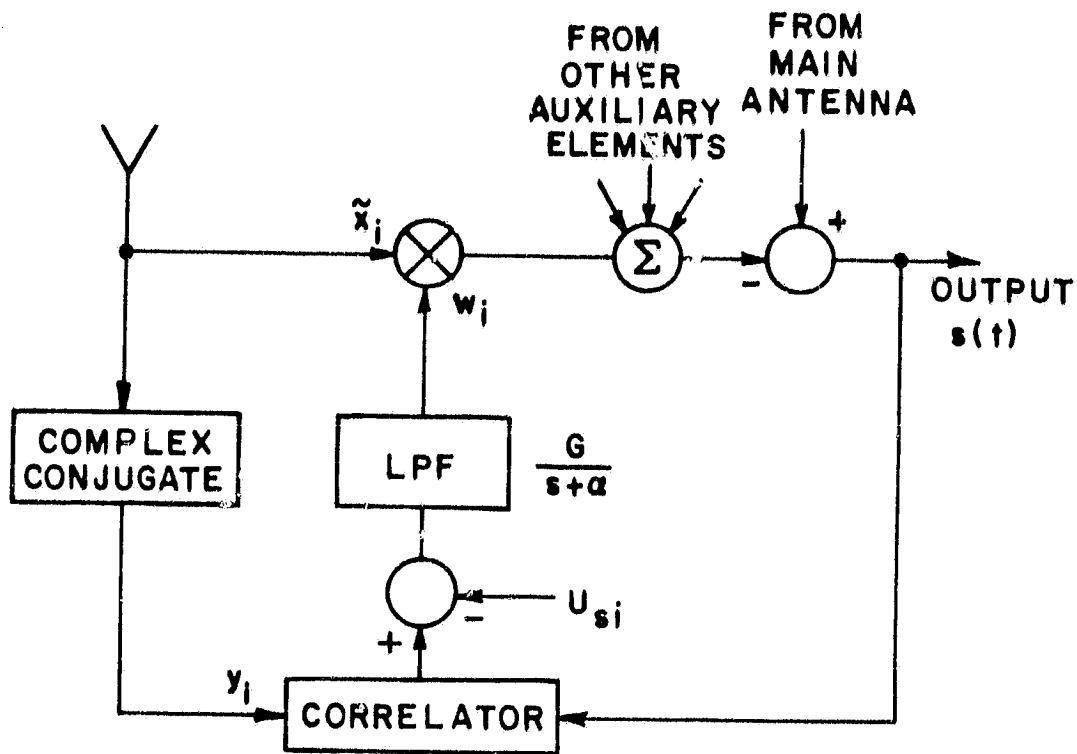 FROM
OTHER
AUXILIARY
ELEMENTS
FROM
MAIN
ANTENNA
x̃i
wi
Σ
+
-
OUTPUT
s(t)
COMPLEX
CONJUGATE
LPF
G
s+α
Usi
-
+
yi
CORRELATOR